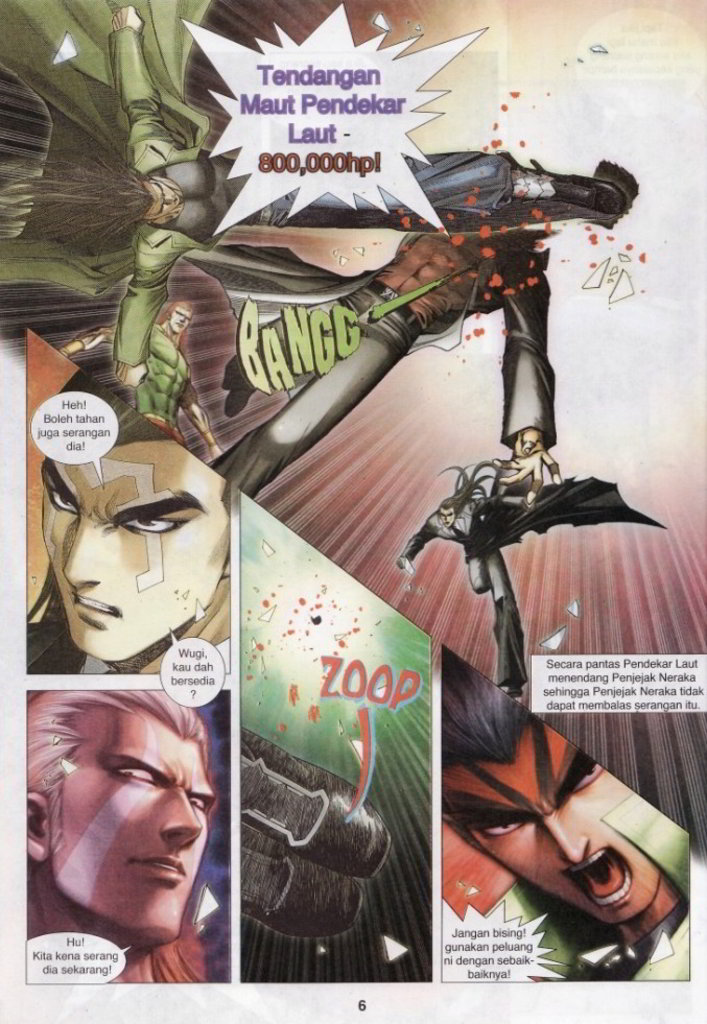 Tendangan
Maut Pendekar
Laut -
800,000hp!
BANGG
Heh!
Boleh tahan
juga serangan
dia!
Wugi,
kau dah
bersedia
?
ZOOP
Secara pantas Pendekar Laut
menendang Penjejak Neraka
sehingga Penjejak Neraka tidak
dapat membalas serangan itu.
Hu!
Kita kena serang
dia sekarang!
Jangan bising!
gunakan peluang
ni dengan sebaik-
baiknya!
6